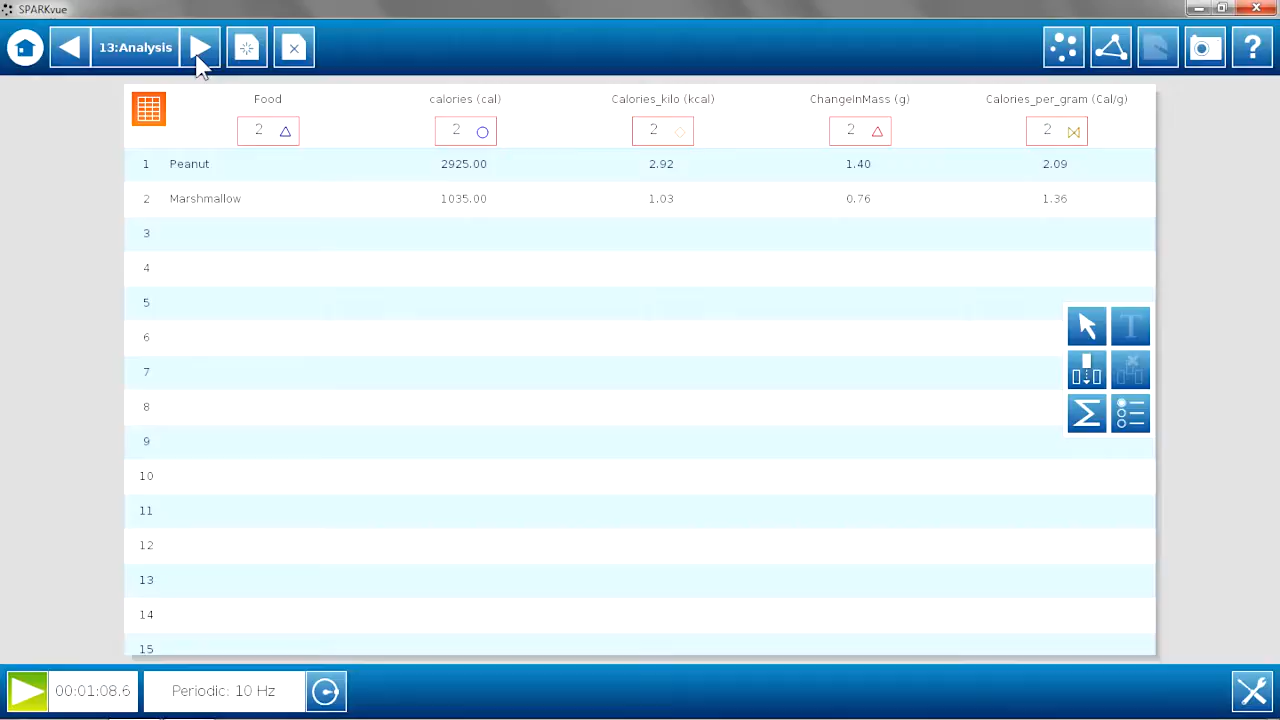 SPARKvue
13:Analysis
?
Food calories (cal) Calories_kilo (kcal) Change_Mass (g) Calories_per_gram (Cal/g)
2 2 2 2 2
1 Peanut 2925.00 2.92 1.40 2.09
2 Marshmallow 1035.00 1.03 0.76 1.36
3
4
5
6
T
7
8
Σ
9
10
11
12
13
14
15
00:01:08.6 Periodic: 10 Hz